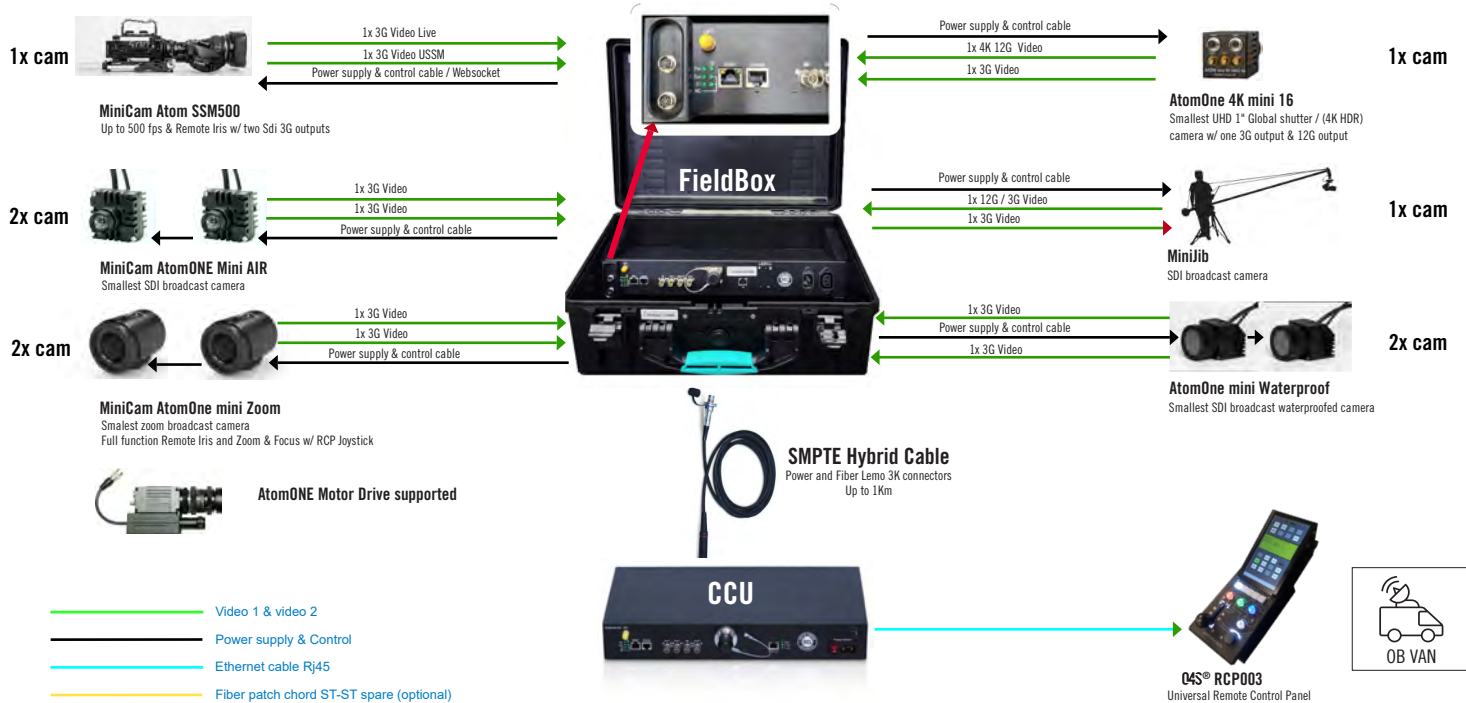 1x cam
1x 3G Video Live
1x 3G Video USSM
Power supply & control cable / Websocket
MiniCam Atom SSM500
Up to 500 fps & Remote Iris w/ two Sdi 3G outputs
2x cam
1x 3G Video
1x 3G Video
Power supply & control cable
MiniCam AtomONE Mini AIR
Smallest SDI broadcast camera
2x cam
1x 3G Video
1x 3G Video
Power supply & control cable
MiniCam AtomOne mini Zoom
Smalest zoom broadcast camera
Full function Remote Iris and Zoom & Focus w/ RCP Joystick
AtomONE Motor Drive supported
FieldBox
Power supply & control cable
1x 4K 12G Video
1x 3G Video
1x cam
AtomOne 4K mini 16
Smallest UHD 1" Global shutter / (4K HDR)
camera w/ one 3G output & 12G output
Power supply & control cable
1x 12G / 3G Video
1x 3G Video
1x cam
MiniJib
SDI broadcast camera
1x 3G Video
Power supply & control cable
1x 3G Video
2x cam
AtomOne mini Waterproof
Smallest SDI broadcast waterproofed camera
SMPTE Hybrid Cable
Power and Fiber Lemo 3K connectors
Up to 1Km
CCU
Video 1 & video 2
Power supply & Control
Ethernet cable Rj45
Fiber patch chord ST-ST spare (optional)
04S® RCP003
Universal Remote Control Panel
OB VAN